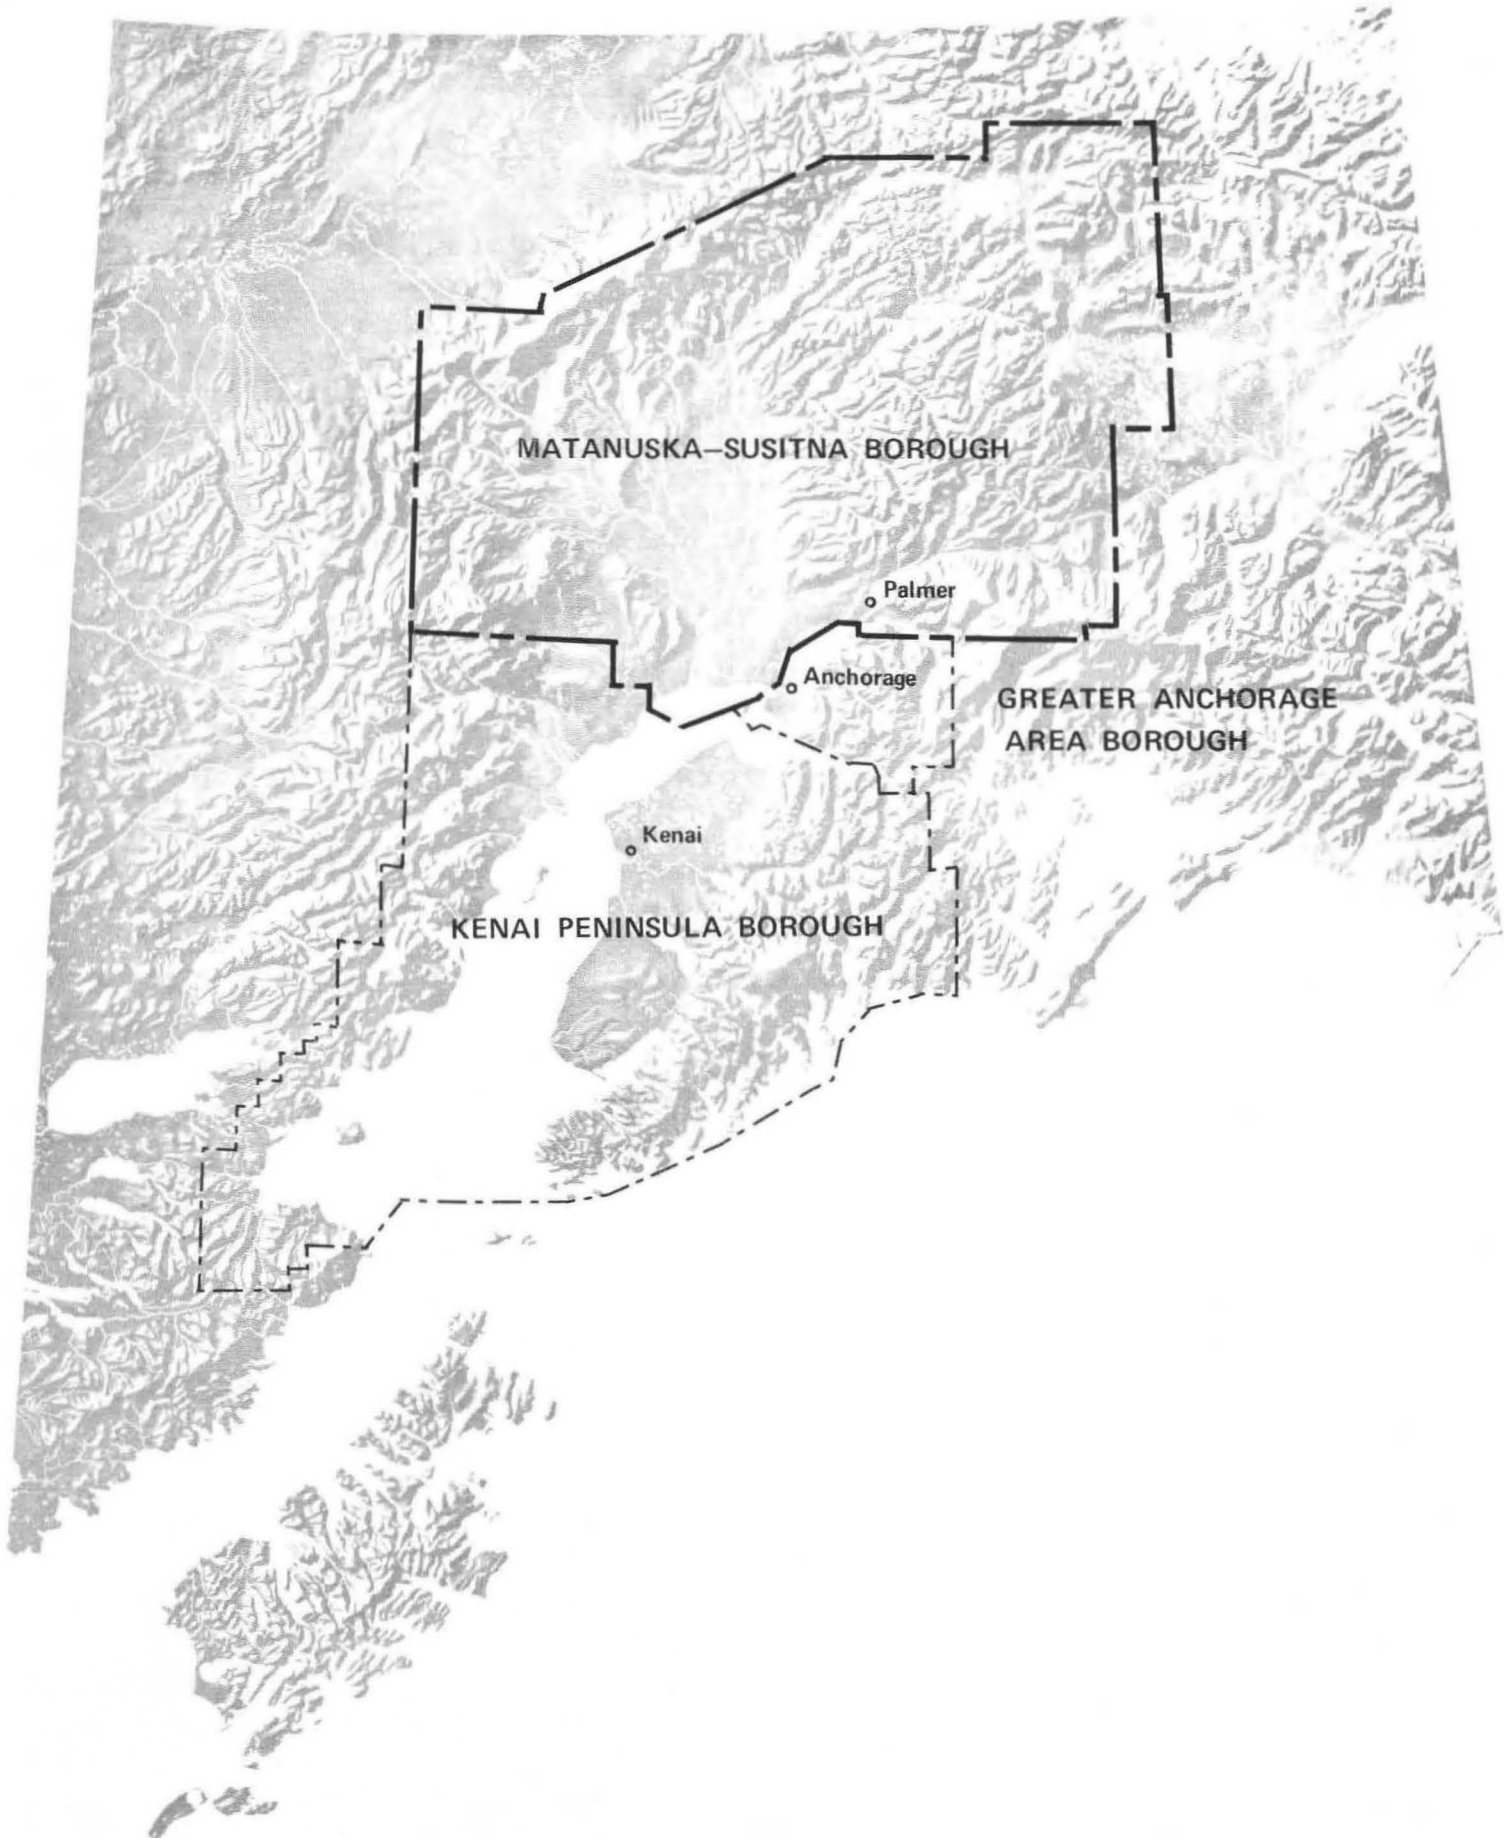 MATANUSKA–SUSITNA BOROUGH
Palmer
Anchorage
GREATER ANCHORAGE
AREA BOROUGH
Kenai
KENAI PENINSULA BOROUGH